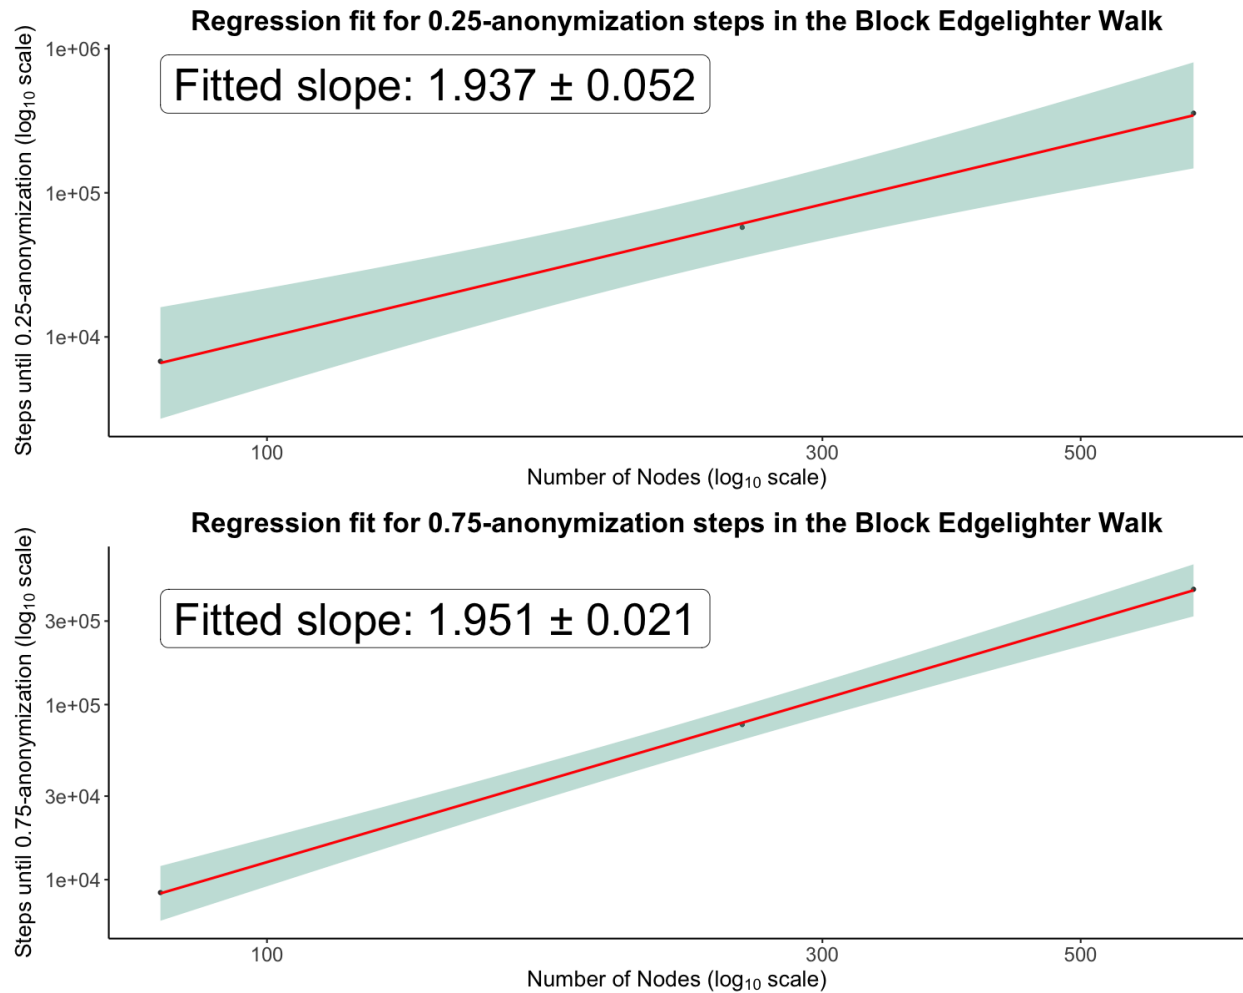 Regression fit for 0.25-anonymization steps in the Block Edgelighter Walk
Fitted slope: 1.937 ± 0.052
Steps until 0.25-anonymization (log₁₀ scale)
1e+06
1e+05
1e+04
100
300
500
Number of Nodes (log₁₀ scale)
Regression fit for 0.75-anonymization steps in the Block Edgelighter Walk
Fitted slope: 1.951 ± 0.021
Steps until 0.75-anonymization (log₁₀ scale)
3e+05
1e+05
3e+04
1e+04
100
300
500
Number of Nodes (log₁₀ scale)